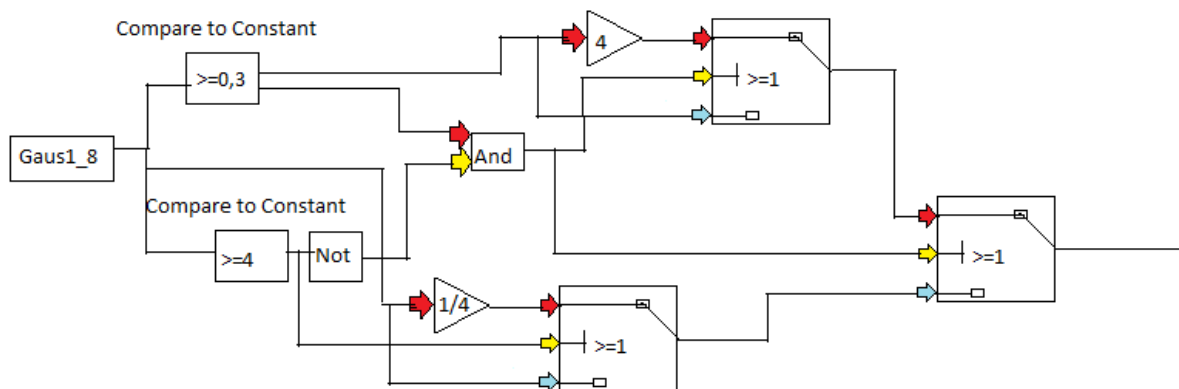 Compare to Constant
4
>=0,3
>=1
And
Gaus1_8
Compare to Constant
>=4
Not
>=1
1/4
>=1